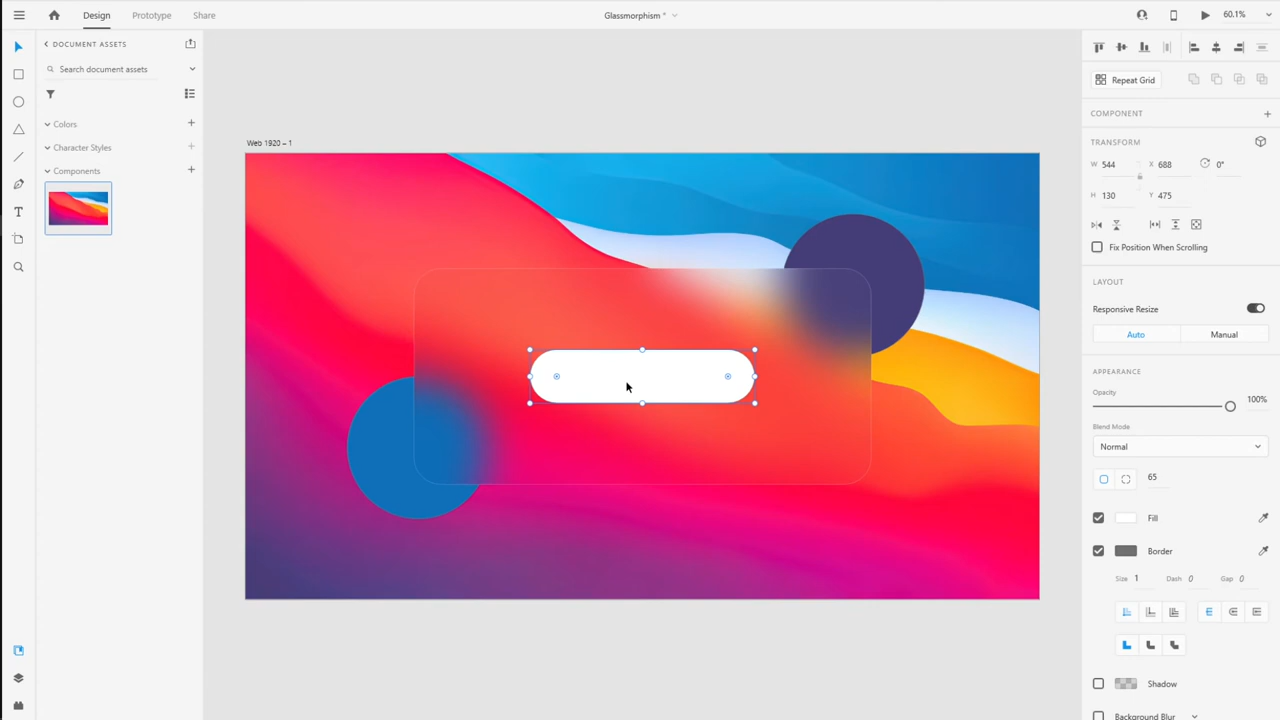 Design Prototype Share Glassmorphism * 60.1%
DOCUMENT ASSETS
Search document assets
Colors
Character Styles
Components
Web 1920 – 1
Repeat Grid
COMPONENT
TRANSFORM
W 544 X 688 0°
H 130 Y 475
Fix Position When Scrolling
LAYOUT
Responsive Resize
Auto Manual
APPEARANCE
Opacity
100%
Blend Mode
Normal
65
Fill
Border
Size 1 Dash 0 Gap 0
Shadow
Background Blur